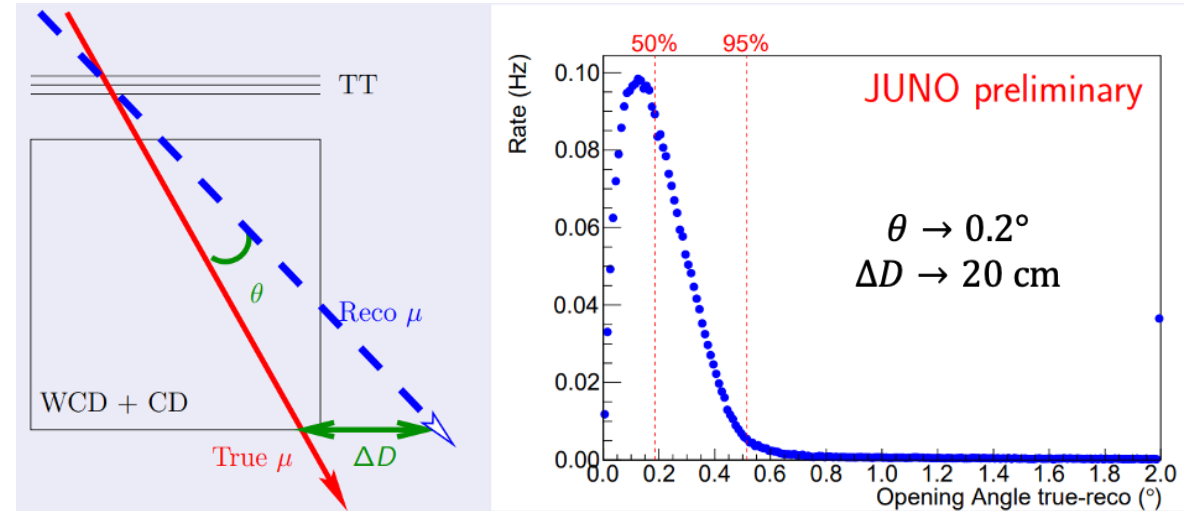 TT
θ
Reco μ
WCD + CD
True μ
ΔD
50% 95%
JUNO preliminary
θ → 0.2°
ΔD → 20 cm
Rate (Hz)
0.10
0.08
0.06
0.04
0.02
0.00
0.0 0.2 0.4 0.6 0.8 1.0 1.2 1.4 1.6 1.8 2.0
Opening Angle true-reco (°)